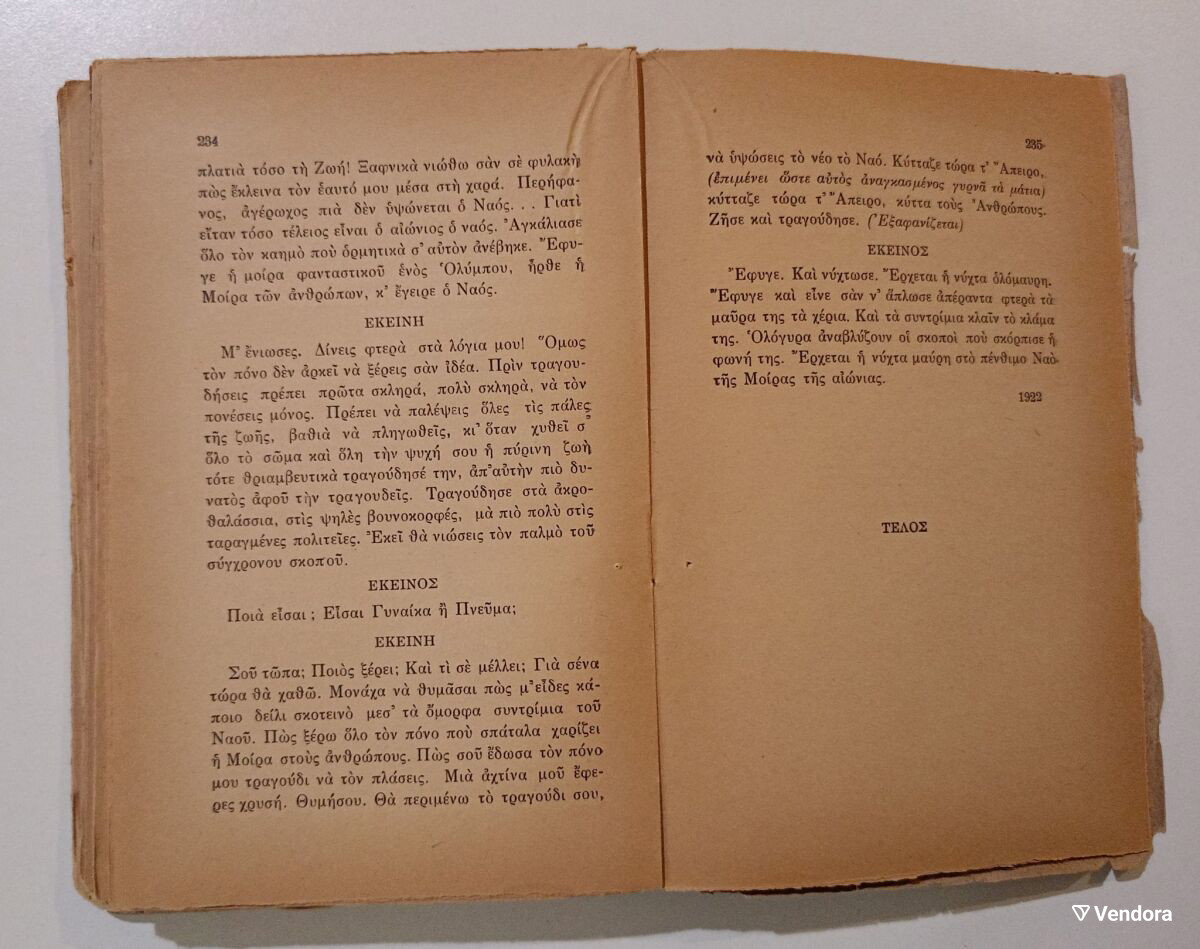 234
πλατιὰ τόσο τὴ Ζωή! Ξαφνικὰ νιώθω σὰν σὲ φυλακὴ
πὼς ἔκλεινα τὸν ἑαυτό μου μέσα στὴ χαρά. Περήφα-
νος, ἀγέρωχος πιὰ δὲν ὑψώνεται ὁ Ναός. . . Γιατὶ
εἴταν τόσο τέλειος εἶναι ὁ αἰώνιος ὁ ναός. Ἀγκάλιασε
ὅλο τὸν καημὸ ποὺ ὁρμητικὰ σ' αὐτὸν ἀνέβηκε. Ἔφυ-
γε ἡ μοίρα φανταστικοῦ ἑνὸς Ὀλύμπου, ἦρθε ἡ
Μοίρα τῶν ἀνθρώπων, κ' ἔγειρε ὁ Ναός.
ΕΚΕΙΝΗ
Μ' ἔνιωσες. Δίνεις φτερὰ στὰ λόγια μου! Ὅμως
τὸν πόνο δὲν ἀρκεῖ νὰ ξέρεις σὰν ἰδέα. Πρὶν τραγου-
δήσεις πρέπει πρῶτα σκληρά, πολὺ σκληρά, νὰ τὸν
πονέσεις μόνος. Πρέπει νὰ παλέψεις ὅλες τὶς πάλες
τῆς ζωῆς, βαθιὰ νὰ πληγωθεῖς, κι' ὅταν χυθεῖ σ'
ὅλο τὸ σῶμα καὶ ὅλη τὴν ψυχή σου ἡ πύρινη ζωὴ
τότε θριαμβευτικὰ τραγούδησέ την, ἀπ' αὐτὴν πιὸ δυ-
νατὸς ἀφοῦ τὴν τραγουδεῖς. Τραγούδησε στὰ ἀκρο-
θαλάσσια, στὶς ψηλὲς βουνοκορφές, μὰ πιὸ πολὺ στὶς
ταραγμένες πολιτεῖες. Ἐκεῖ θὰ νιώσεις τὸν παλμὸ τοῦ
σύγχρονου σκοποῦ.
ΕΚΕΙΝΟΣ
Ποιὰ εἶσαι ; Εἶσαι Γυναίκα ἢ Πνεῦμα;
ΕΚΕΙΝΗ
Σοῦ τὦπα; Ποιὸς ξέρει; Καὶ τὶ σὲ μέλλει; Γιὰ σένα
τώρα θὰ χαθῶ. Μονάχα νὰ θυμᾶσαι πὼς μ' εἶδες κά-
ποιο δείλι σκοτεινὸ μεσ' τὰ ὄμορφα συντρίμια τοῦ
Ναοῦ. Πὼς ξέρω ὅλο τὸν πόνο ποὺ σπάταλα χαρίζει
ἡ Μοίρα στοὺς ἀνθρώπους. Πὼς σοῦ ἔδωσα τὸν πόνο
μου τραγούδι νὰ τὸν πλάσεις. Μιὰ ἀχτίνα μοῦ ἔφε-
ρες χρυσή. Θυμήσου. Θὰ περιμένω τὸ τραγούδι σου,
235
νὰ ὑψώσεις τὸ νέο τὸ Ναό. Κύτταζε τώρα τ' Ἄπειρο,
(ἐπιμένει ὥστε αὐτὸς ἀναγκασμένος γυρνᾶ τὰ μάτια)
κύτταζε τώρα τ' Ἄπειρο, κύττα τοὺς Ἀνθρώπους.
Ζῆσε καὶ τραγούδησε. (Ἐξαφανίζεται)
ΕΚΕΙΝΟΣ
Ἔφυγε. Καὶ νύχτωσε. Ἔρχεται ἡ νύχτα ὁλόμαυρη.
Ἔφυγε καὶ εἶνε σὰν ν' ἅπλωσε ἀπέραντα φτερὰ τὰ
μαῦρα της τὰ χέρια. Καὶ τὰ συντρίμια κλαῖν τὸ κλάμα
της. Ὁλόγυρα ἀναβλύζουν οἱ σκοποὶ ποὺ σκόρπισε ἡ
φωνή της. Ἔρχεται ἡ νύχτα μαύρη στὸ πένθιμο Ναὸ
τῆς Μοίρας τῆς αἰώνιας.
1922
ΤΕΛΟΣ
Vendora